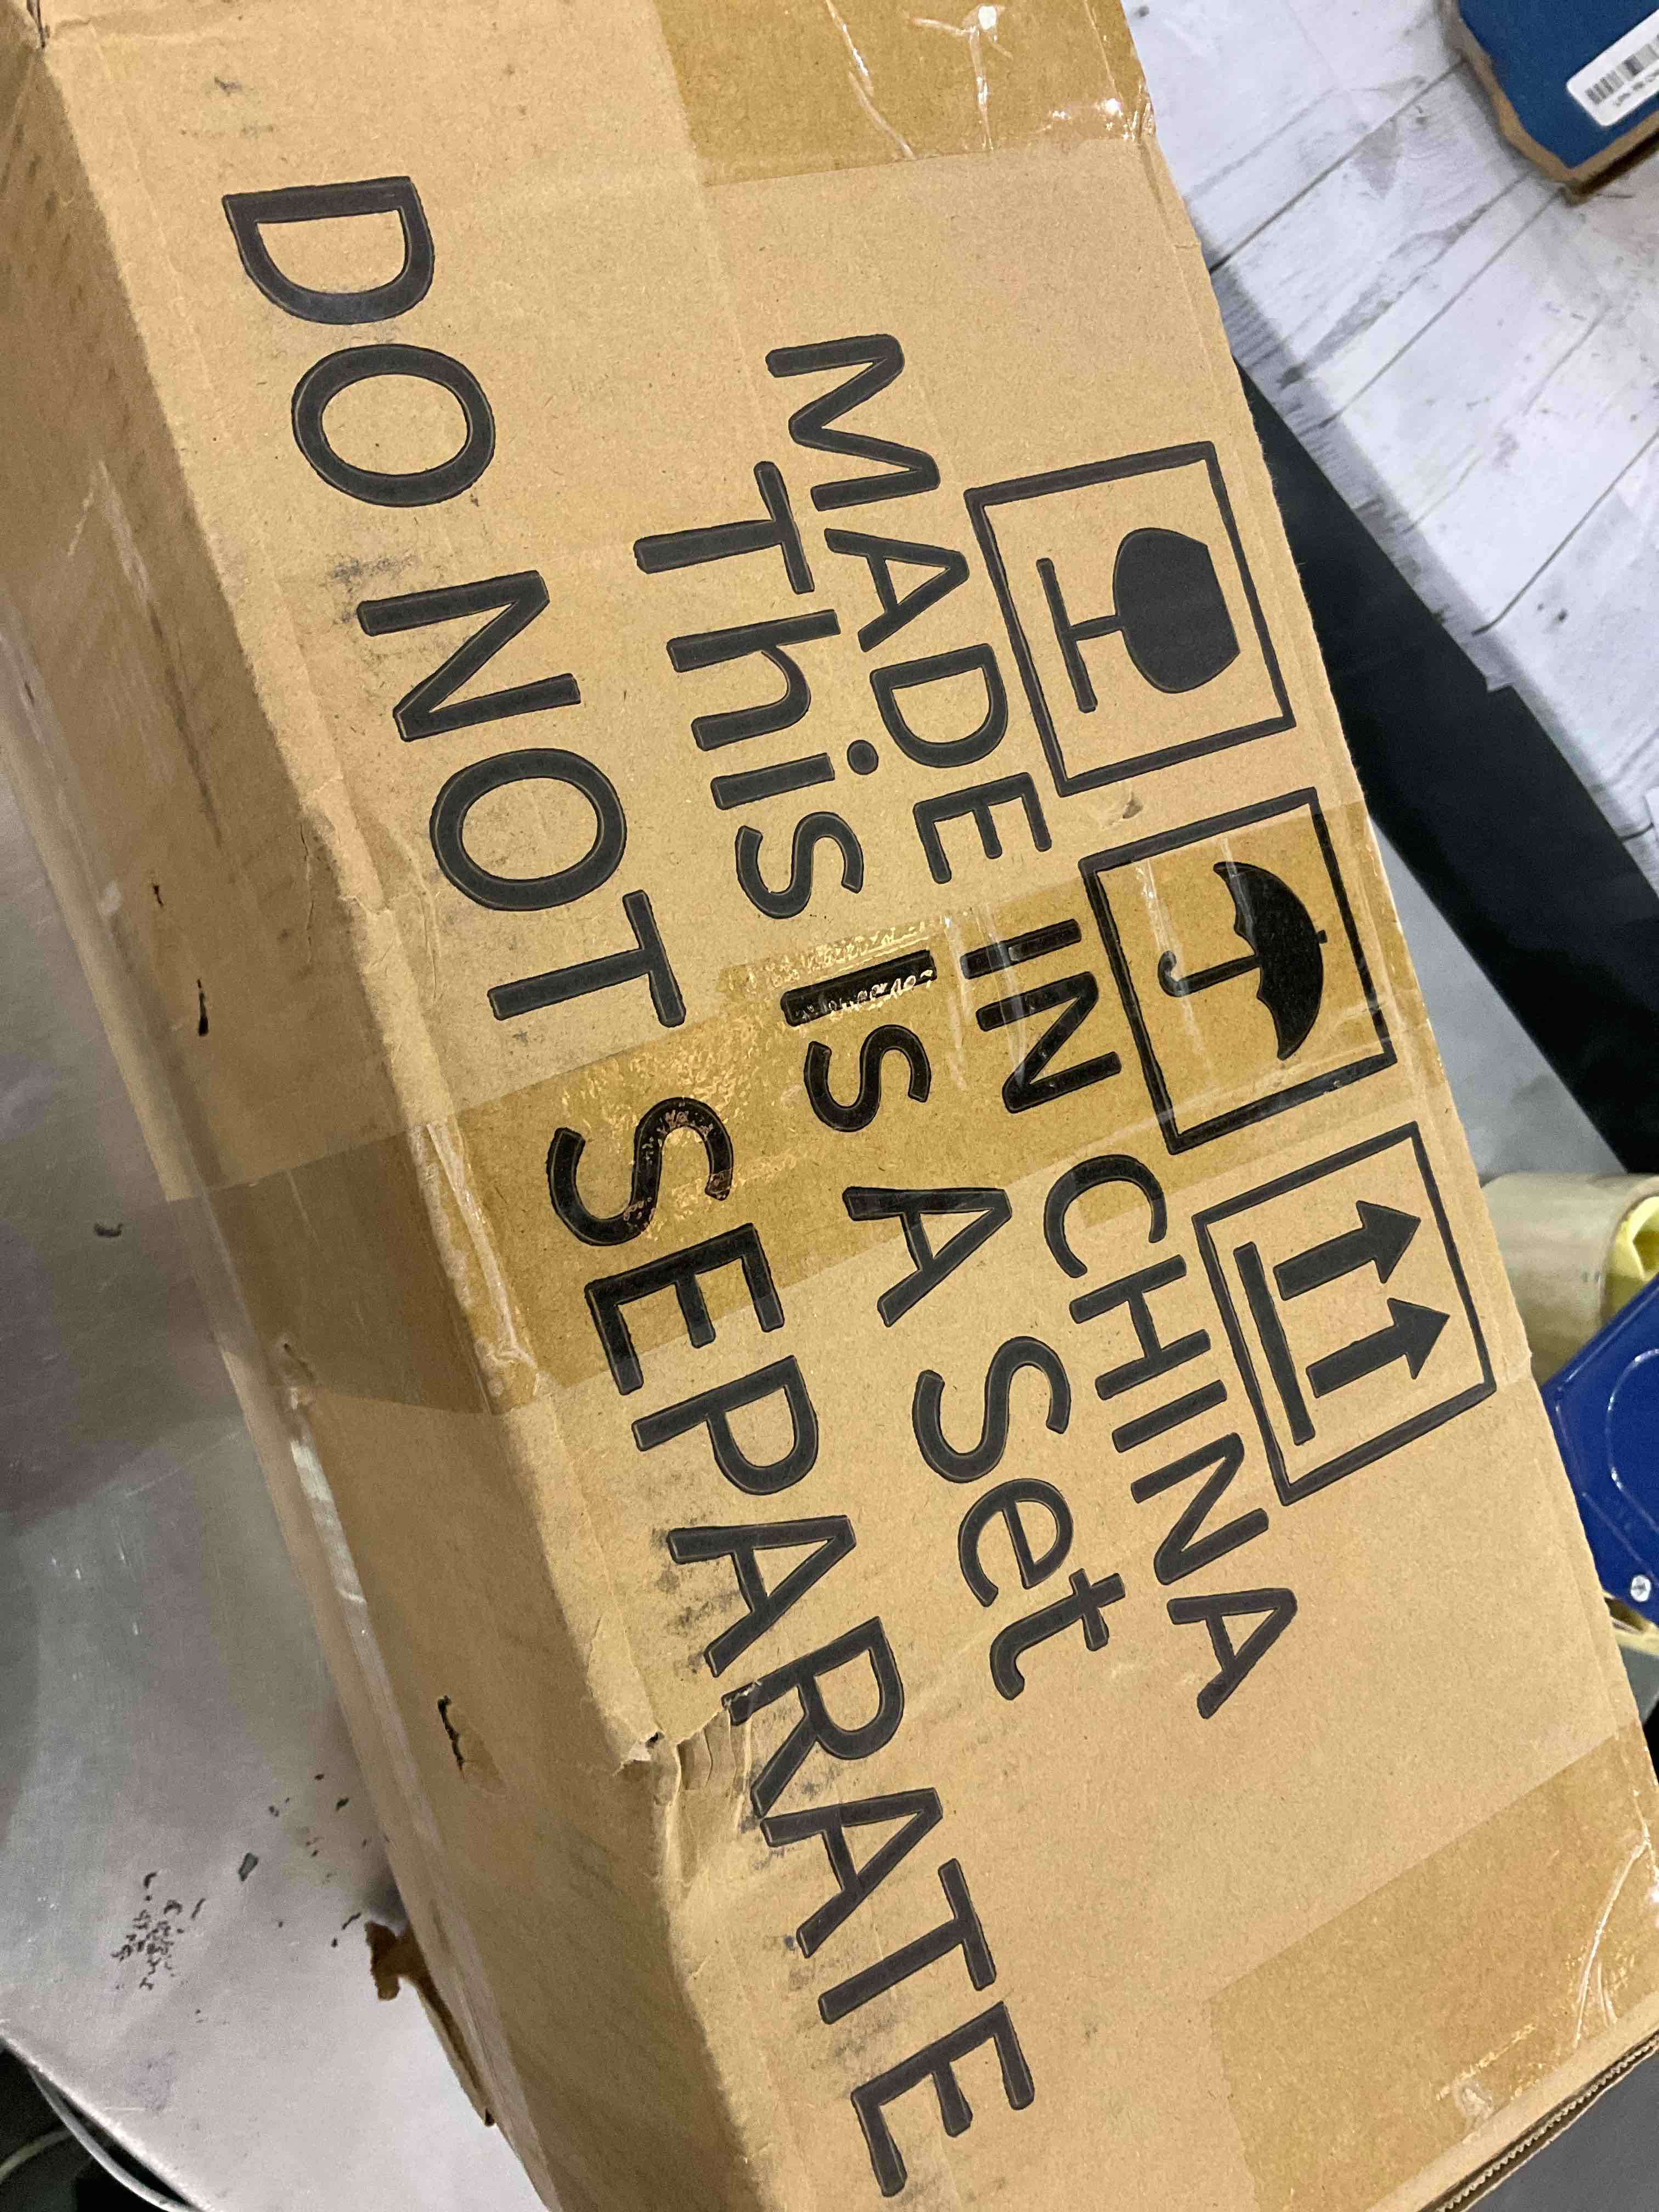 MADE IN CHINA
This is A Set
DO NOT SEPARATE